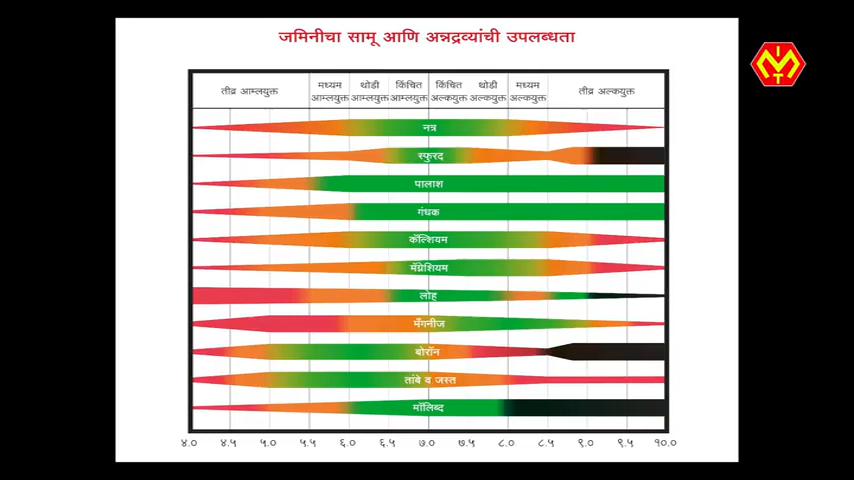 जमिनीचा सामू आणि अन्नद्रव्यांची उपलब्धता
तीव्र आम्लयुक्त
मध्यम आम्लयुक्त
थोडी आम्लयुक्त
किंचित आम्लयुक्त
किंचित अल्कयुक्त
थोडी अल्कयुक्त
मध्यम अल्कयुक्त
तीव्र अल्कयुक्त
नत्र
स्फुरद
पालाश
गंधक
कॅल्शियम
मॅग्नेशियम
लोह
मँगनीज
बोरॉन
तांबे व जस्त
मॉलिब्द
४.० ४.५ ५.० ५.५ ६.० ६.५ ७.० ७.५ ८.० ८.५ ९.० ९.५ १०.०